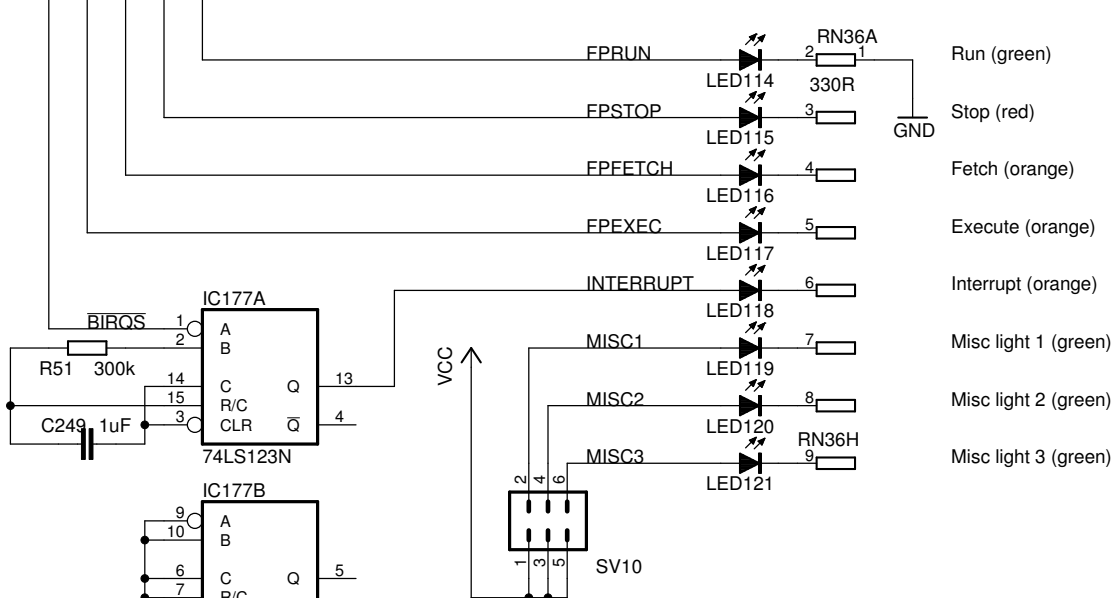 FPRUN
LED114
2
RN36A
1
330R
GND
Run (green)
FPSTOP
LED115
3
Stop (red)
FPFETCH
LED116
4
Fetch (orange)
FPEXEC
LED117
5
Execute (orange)
INTERRUPT
LED118
6
Interrupt (orange)
MISC1
LED119
7
Misc light 1 (green)
MISC2
LED120
8
Misc light 2 (green)
MISC3
LED121
RN36H
9
Misc light 3 (green)
IC177A
BIRQS
1
A
2
B
R51
300k
14
C
Q
13
15
R/C
3
CLR
Q
4
C249
1uF
74LS123N
VCC
2
4
6
1
3
5
SV10
IC177B
9
A
10
B
6
C
Q
5
7
R/C